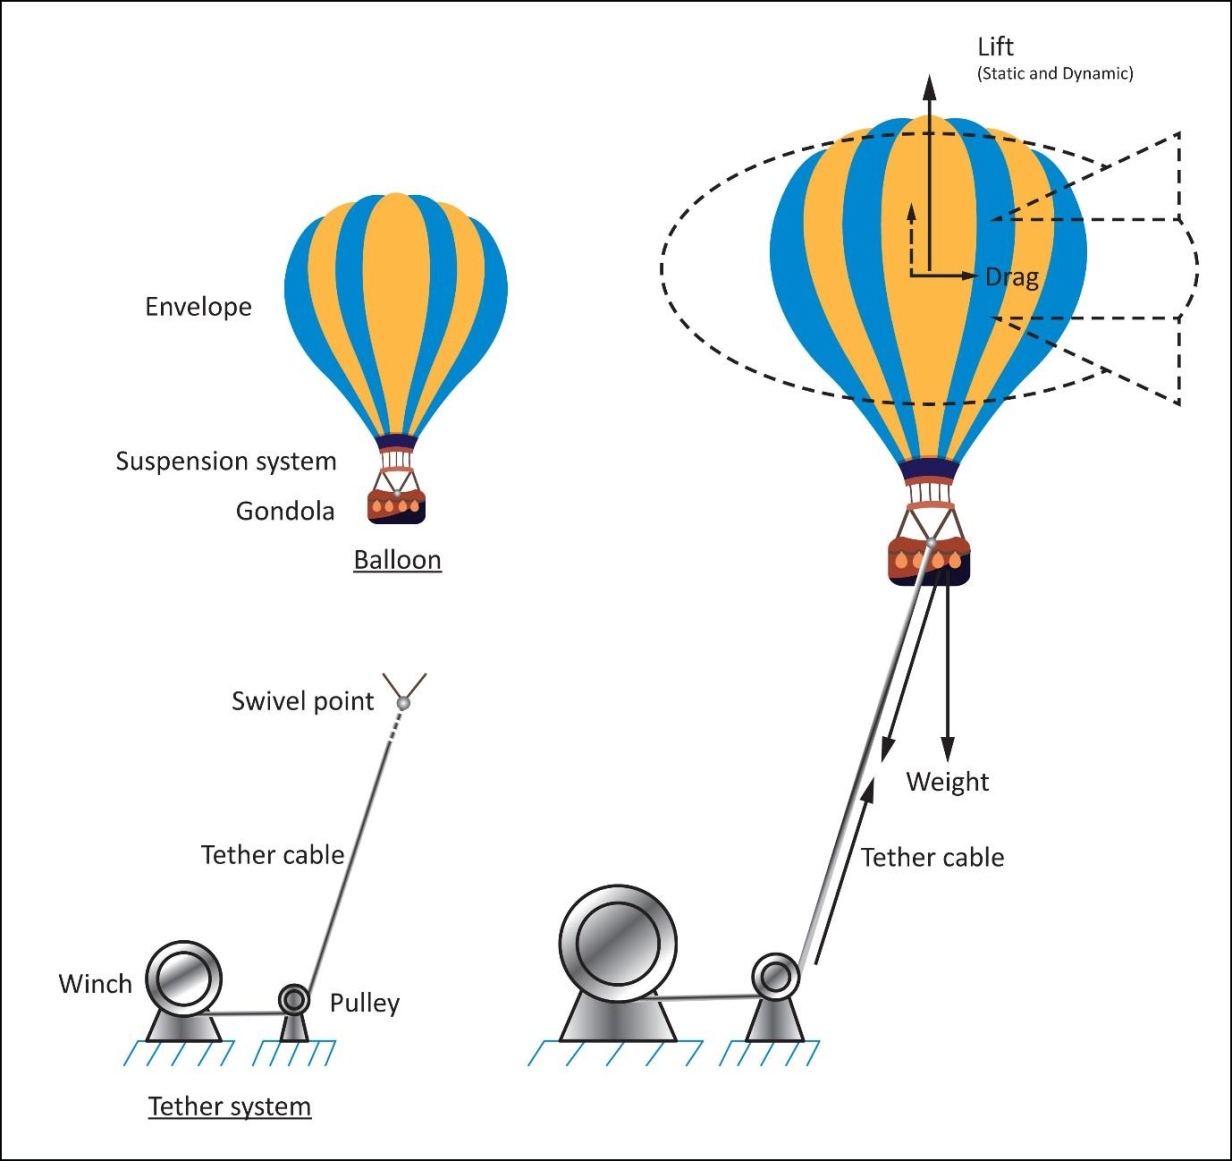 Lift
(Static and Dynamic)
Drag
Envelope
Suspension system
Gondola
Balloon
Swivel point
Weight
Tether cable
Tether cable
Winch
Pulley
Tether system